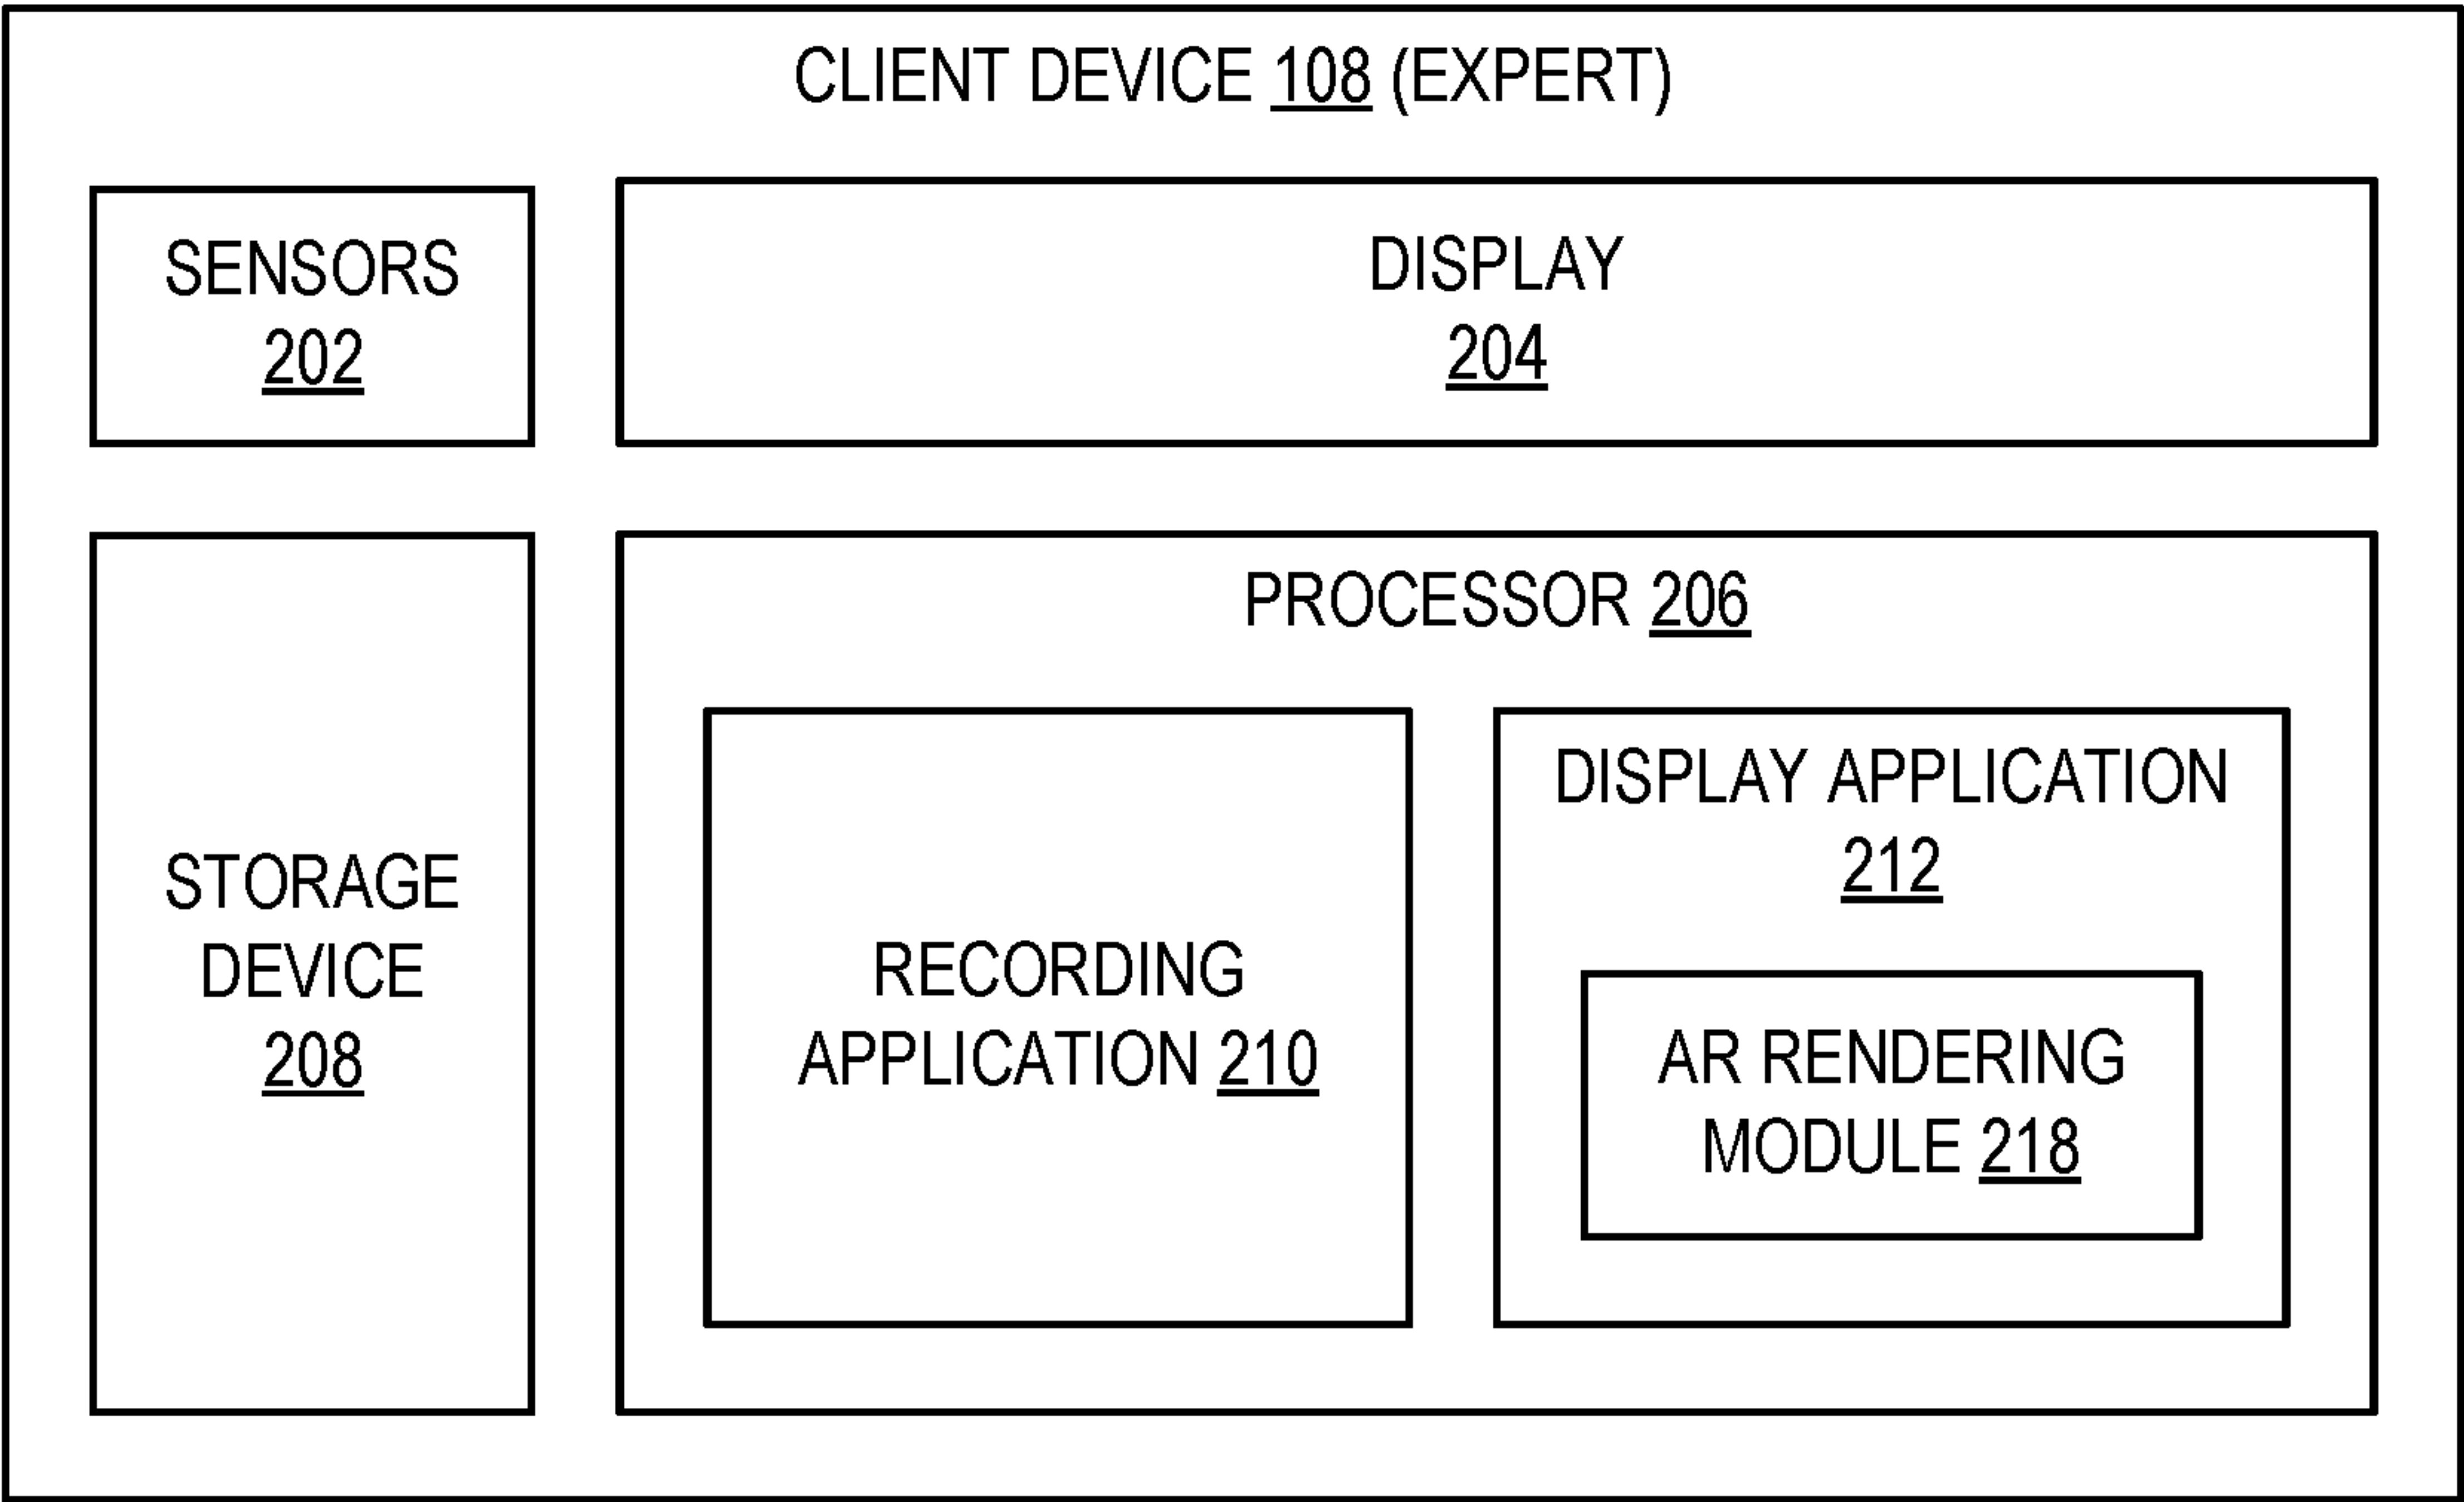 CLIENT DEVICE 108 (EXPERT)
SENSORS
202
DISPLAY
204
STORAGE
DEVICE
208
PROCESSOR 206
RECORDING
APPLICATION 210
DISPLAY APPLICATION
212
AR RENDERING
MODULE 218